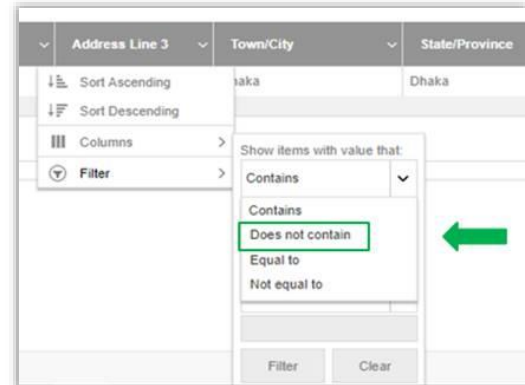 Address Line 3 Town/City State/Province
Sort Ascending haka Dhaka
Sort Descending
Columns
Filter
Show items with value that:
Contains
Contains
Does not contain
Equal to
Not equal to
Filter Clear